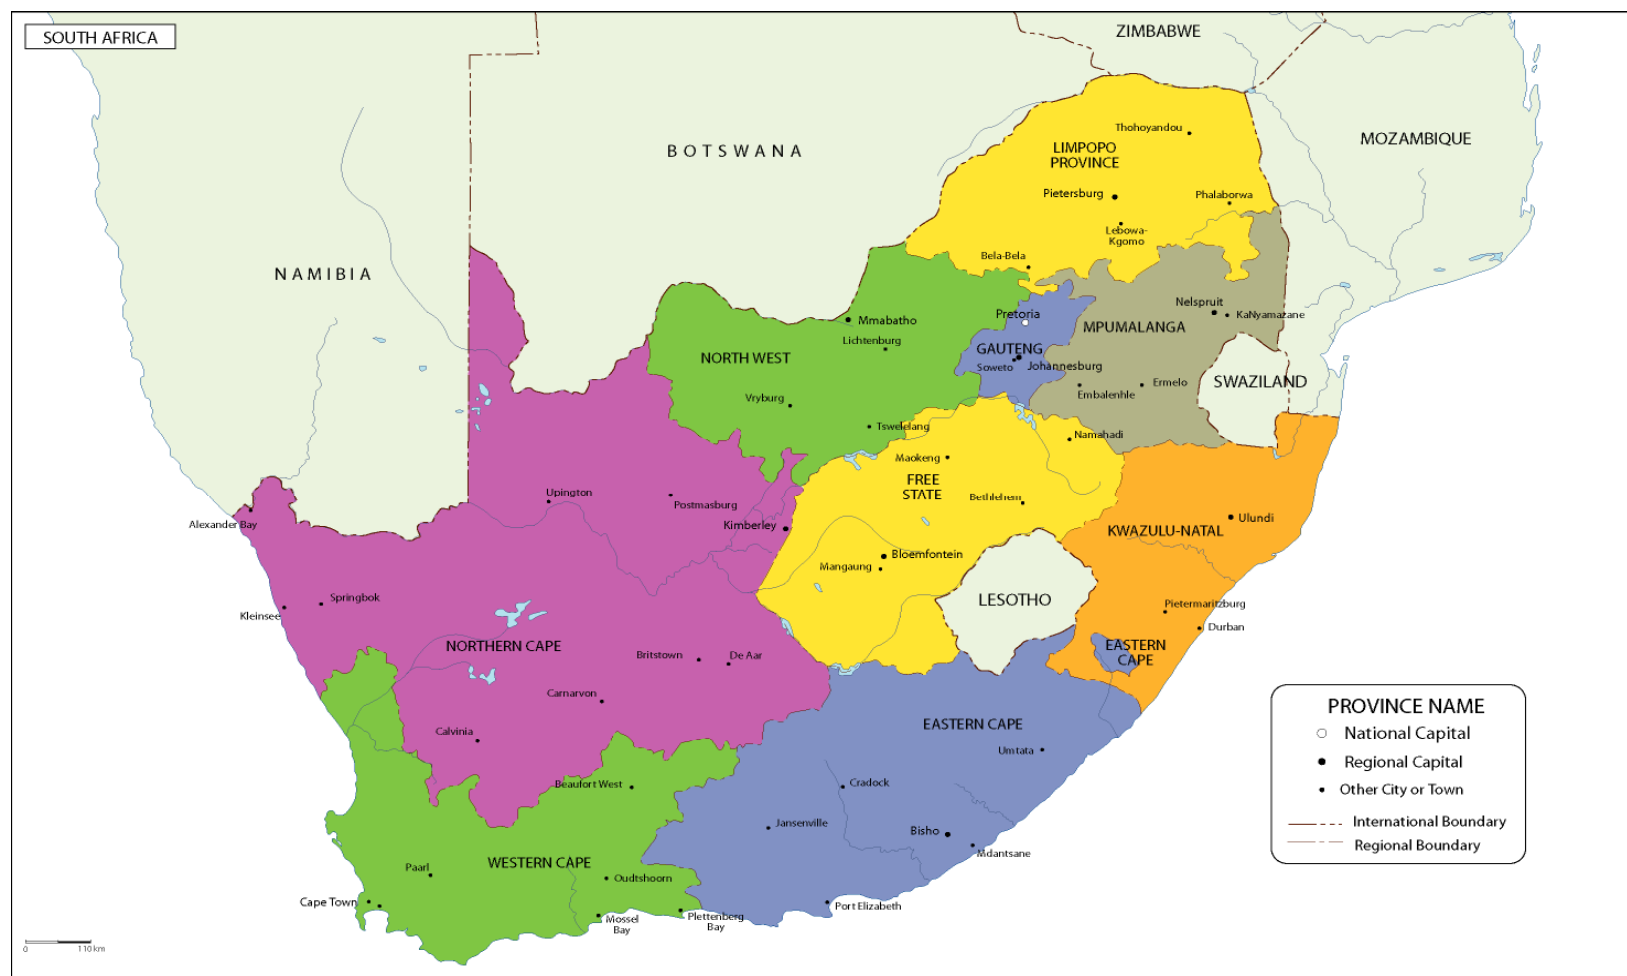 SOUTH AFRICA
ZIMBABWE
MOZAMBIQUE
BOTSWANA
NAMIBIA
Thohoyandou
LIMPOPO
PROVINCE
Pietersburg
Phalaborwa
Lebowa-
Kgomo
Bela-Bela
Nelspruit
KaNyamazane
Pretoria
MPUMALANGA
Mmabatho
Lichtenburg
NORTH WEST
GAUTENG
Soweto
Johannesburg
SWAZILAND
Embalenhle
Ermelo
Vryburg
Tswelelang
Namahadi
Maokeng
FREE
STATE
Bethlehem
Upington
Postmasburg
Kimberley
Alexander Bay
Ulundi
KWAZULU-NATAL
Bloemfontein
Mangaung
LESOTHO
Springbok
Kleinsee
Pietermaritzburg
Durban
NORTHERN CAPE
Britstown
De Aar
EASTERN
CAPE
Carnarvon
Calvinia
EASTERN CAPE
Umtata
Beaufort West
Cradock
Jansenville
Bisho
Mdantsane
WESTERN CAPE
Paarl
Oudtshoorn
Cape Town
Mossel
Bay
Plettenberg
Bay
Port Elizabeth
PROVINCE NAME
National Capital
Regional Capital
Other City or Town
International Boundary
Regional Boundary
0 110 km